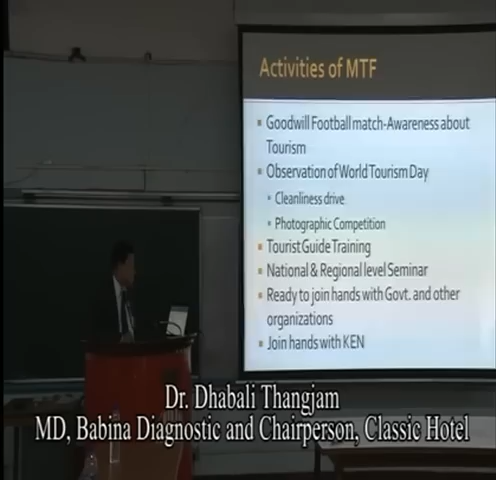 Activities of MTF
Goodwill Football match-Awareness about
Tourism
Observation of World Tourism Day
Cleanliness drive
Photographic Competition
Tourist Guide Training
National & Regional level Seminar
Ready to join hands with Govt. and other
organizations
Join hands with KEN
Dr. Dhabali Thangjam
MD, Babina Diagnostic and Chairperson, Classic Hotel